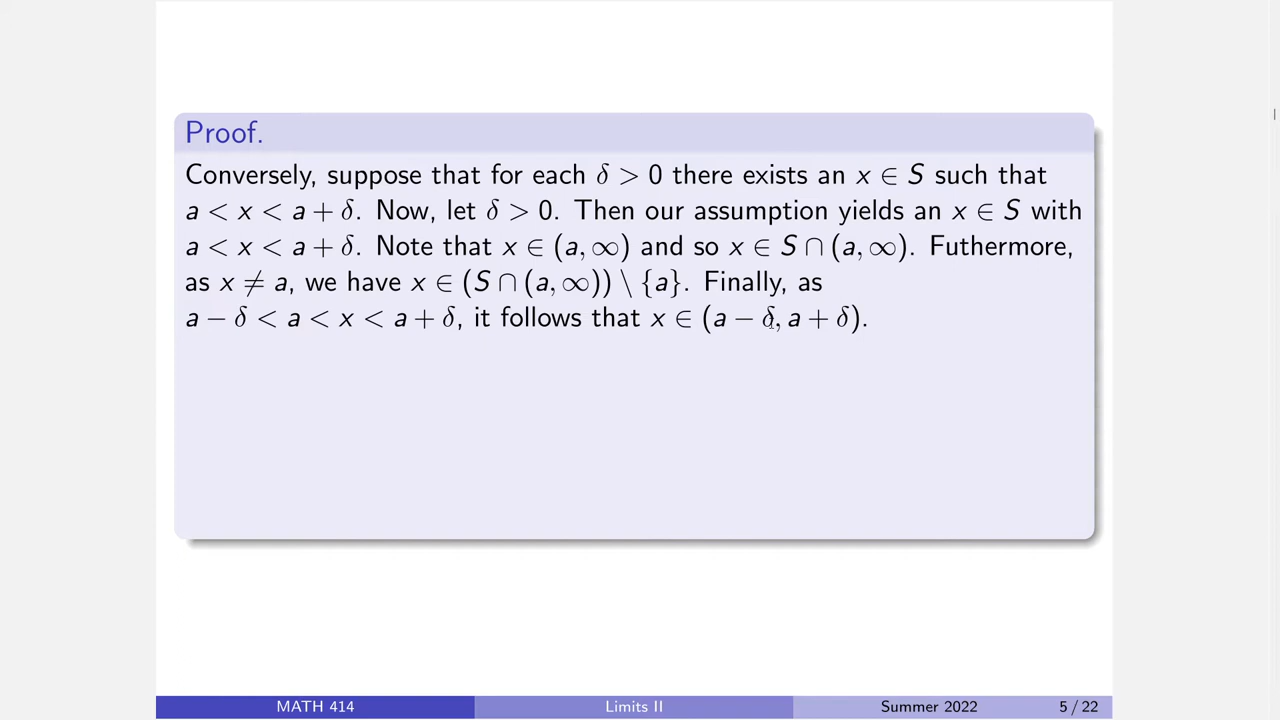 Proof.
Conversely, suppose that for each δ > 0 there exists an x ∈ S such that
a < x < a + δ. Now, let δ > 0. Then our assumption yields an x ∈ S with
a < x < a + δ. Note that x ∈ (a, ∞) and so x ∈ S ∩ (a, ∞). Futhermore,
as x ≠ a, we have x ∈ (S ∩ (a, ∞)) \ {a}. Finally, as
a − δ < a < x < a + δ, it follows that x ∈ (a − δ, a + δ).
MATH 414 Limits II Summer 2022 5 / 22